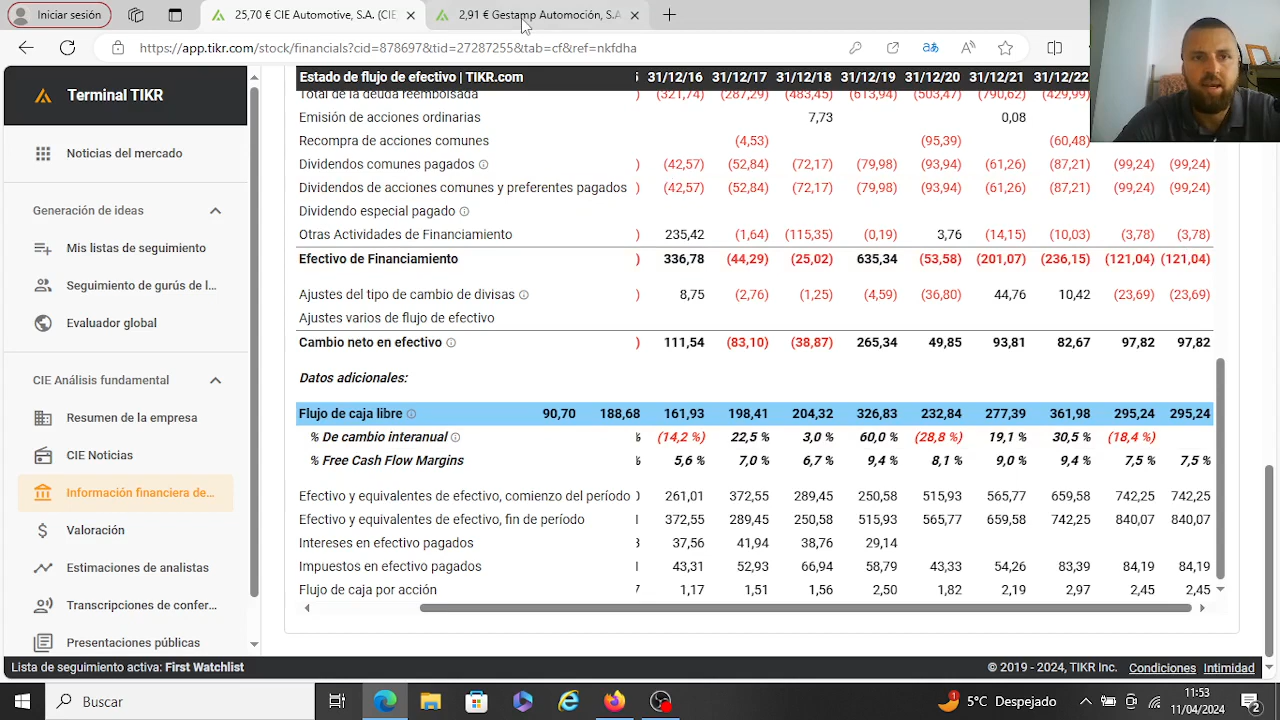 Iniciar sesión
25,70 € CIE Automotive, S.A. (CIE
2,91 € Gestamp Automoción, S.A
https://app.tikr.com/stock/financials?cid=878697&tid=27287255&tab=cf&ref=nkfdha
Terminal TIKR
Noticias del mercado
Generación de ideas
Mis listas de seguimiento
Seguimiento de gurús de l...
Evaluador global
CIE Análisis fundamental
Resumen de la empresa
CIE Noticias
Información financiera de...
Valoración
Estimaciones de analistas
Transcripciones de confer...
Presentaciones públicas
Estado de flujo de efectivo | TIKR.com 31/12/16 31/12/17 31/12/18 31/12/19 31/12/20 31/12/21 31/12/22
Total de la deuda reembolsada ) (321,74) (287,29) (483,45) (613,94) (503,47) (790,62) (429,99)
Emisión de acciones ordinarias 7,73 0,08
Recompra de acciones comunes (4,53) (95,39) (60,48)
Dividendos comunes pagados ) (42,57) (52,84) (72,17) (79,98) (93,94) (61,26) (87,21) (99,24) (99,24)
Dividendos de acciones comunes y preferentes pagados ) (42,57) (52,84) (72,17) (79,98) (93,94) (61,26) (87,21) (99,24) (99,24)
Dividendo especial pagado
Otras Actividades de Financiamiento ) 235,42 (1,64) (115,35) (0,19) 3,76 (14,15) (10,03) (3,78) (3,78)
Efectivo de Financiamiento ) 336,78 (44,29) (25,02) 635,34 (53,58) (201,07) (236,15) (121,04) (121,04)
Ajustes del tipo de cambio de divisas ) 8,75 (2,76) (1,25) (4,59) (36,80) 44,76 10,42 (23,69) (23,69)
Ajustes varios de flujo de efectivo
Cambio neto en efectivo ) 111,54 (83,10) (38,87) 265,34 49,85 93,81 82,67 97,82 97,82
Datos adicionales:
Flujo de caja libre 90,70 188,68 161,93 198,41 204,32 326,83 232,84 277,39 361,98 295,24 295,24
% De cambio interanual % (14,2 %) 22,5 % 3,0 % 60,0 % (28,8 %) 19,1 % 30,5 % (18,4 %)
% Free Cash Flow Margins % 5,6 % 7,0 % 6,7 % 9,4 % 8,1 % 9,0 % 9,4 % 7,5 % 7,5 %
Efectivo y equivalentes de efectivo, comienzo del período 261,01 372,55 289,45 250,58 515,93 565,77 659,58 742,25 742,25
Efectivo y equivalentes de efectivo, fin de período 372,55 289,45 250,58 515,93 565,77 659,58 742,25 840,07 840,07
Intereses en efectivo pagados 37,56 41,94 38,76 29,14
Impuestos en efectivo pagados 43,31 52,93 66,94 58,79 43,33 54,26 83,39 84,19 84,19
Flujo de caja por acción 1,17 1,51 1,56 2,50 1,82 2,19 2,97 2,45 2,45
Lista de seguimiento activa: First Watchlist
© 2019 - 2024, TIKR Inc. Condiciones Intimidad
Buscar
1
5°C Despejado
11:53
11/04/2024
2